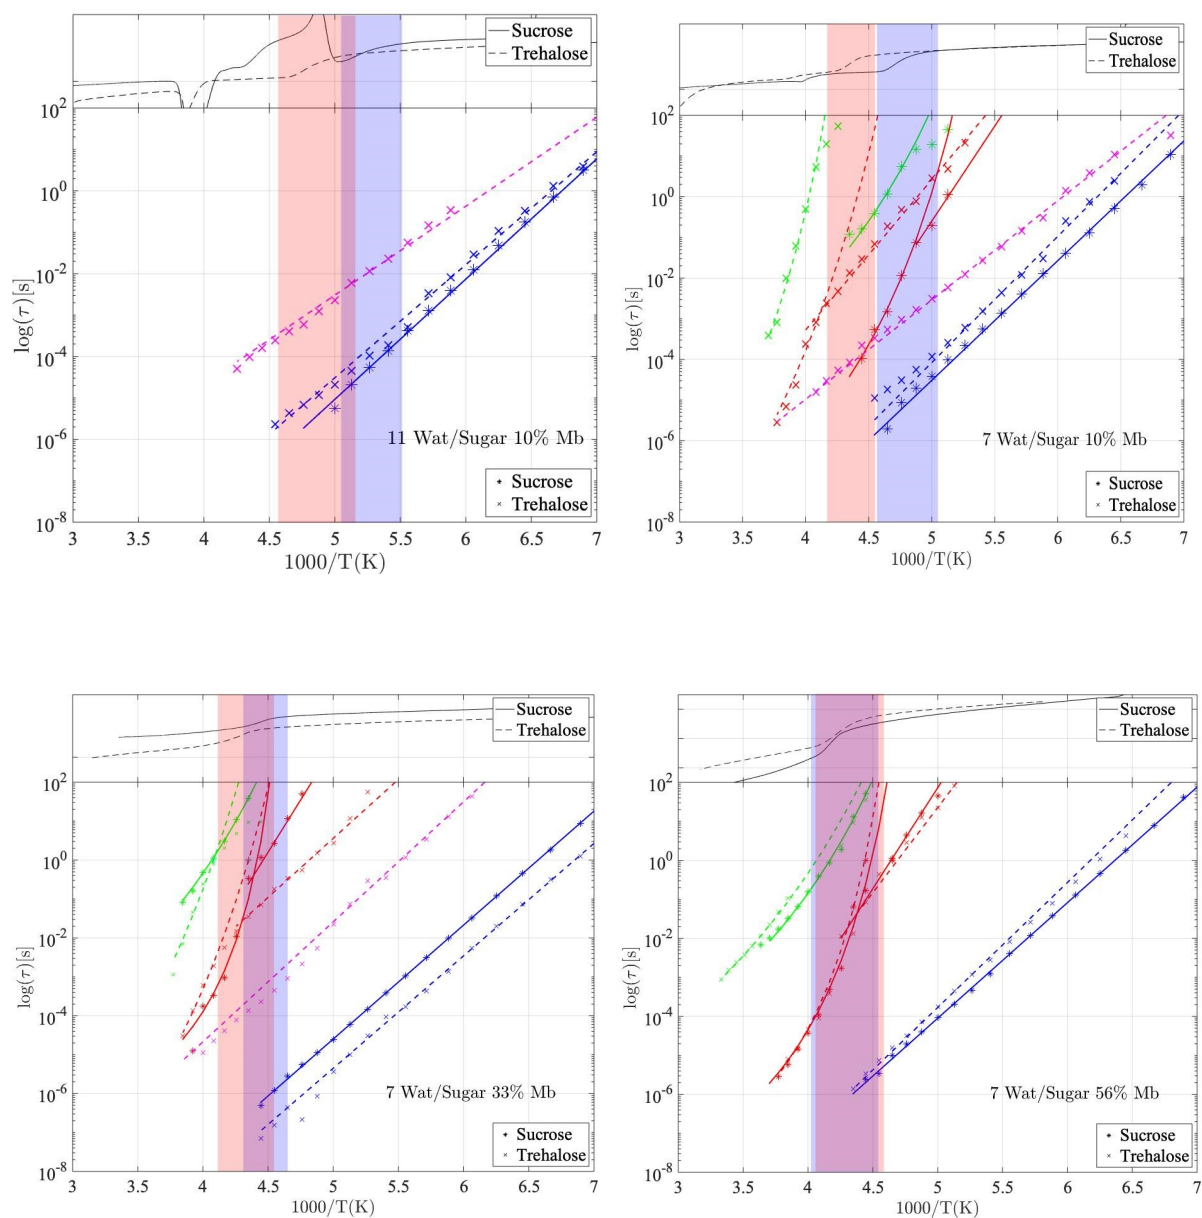 Sucrose
Trehalose
10^2
10^0
10^-2
10^-4
10^-6
10^-8
log(τ)[s]
11 Wat/Sugar 10% Mb
Sucrose
Trehalose
3 4 4.5 5 5.5 6 6.5 7
1000/T(K)
Sucrose
Trehalose
10^2
10^0
10^-2
10^-4
10^-6
10^-8
log(τ)[s]
7 Wat/Sugar 10% Mb
Sucrose
Trehalose
3 3.5 4 4.5 5 5.5 6 6.5 7
1000/T(K)
Sucrose
Trehalose
10^2
10^0
10^-2
10^-4
10^-6
10^-8
log(τ)[s]
7 Wat/Sugar 33% Mb
Sucrose
Trehalose
3 3.5 4 4.5 5 5.5 6 6.5 7
1000/T(K)
Sucrose
Trehalose
10^2
10^0
10^-2
10^-4
10^-6
10^-8
log(τ)[s]
7 Wat/Sugar 56% Mb
Sucrose
Trehalose
3 3.5 4 4.5 5 5.5 6 6.5 7
1000/T(K)